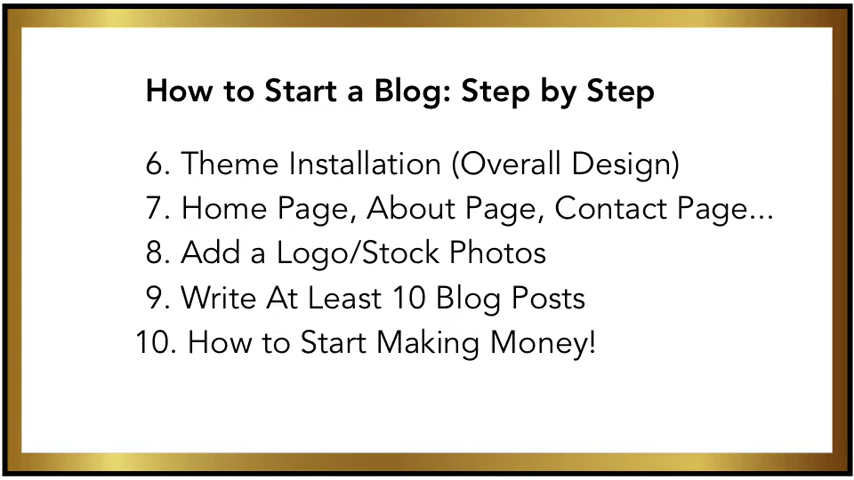 How to Start a Blog: Step by Step
6. Theme Installation (Overall Design)
7. Home Page, About Page, Contact Page...
8. Add a Logo/Stock Photos
9. Write At Least 10 Blog Posts
10. How to Start Making Money!